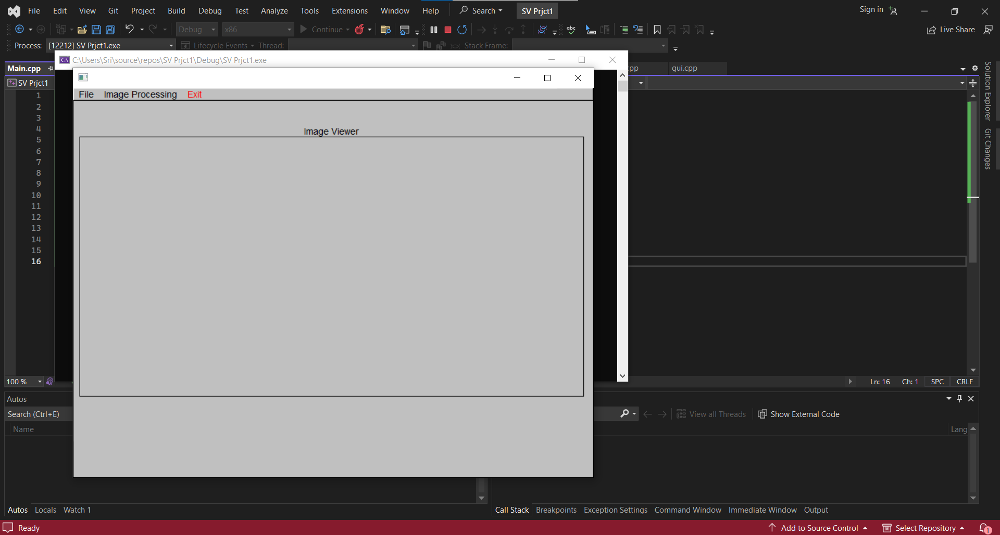 File Edit View Git Project Build Debug Test Analyze Tools Extensions Window Help Search SV Prjct1 Sign in
Debug x86 Continue abc Live Share
Process: [12212] SV Prjct1.exe Lifecycle Events Thread: Stack Frame:
C:\Users\Sri\source\repos\SV Prjct1\Debug\SV Prjct1.exe
Main.cpp cpp gui.cpp
SV Prjct1
File Image Processing Exit
Image Viewer
1
2
3
4
5
6
7
8
9
10
11
12
13
14
15
16
Solution Explorer
Git Changes
100 % Ln: 16 Ch: 1 SPC CRLF
Autos
Search (Ctrl+E) View all Threads Show External Code
Name Lang
Autos Locals Watch 1 Call Stack Breakpoints Exception Settings Command Window Immediate Window Output
Ready Add to Source Control Select Repository 1